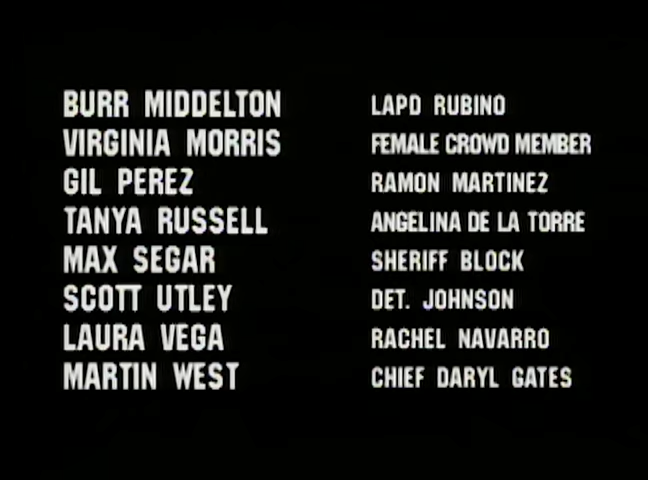 BURR MIDDELTON LAPD RUBINO
VIRGINIA MORRIS FEMALE CROWD MEMBER
GIL PEREZ RAMON MARTINEZ
TANYA RUSSELL ANGELINA DE LA TORRE
MAX SEGAR SHERIFF BLOCK
SCOTT UTLEY DET. JOHNSON
LAURA VEGA RACHEL NAVARRO
MARTIN WEST CHIEF DARYL GATES